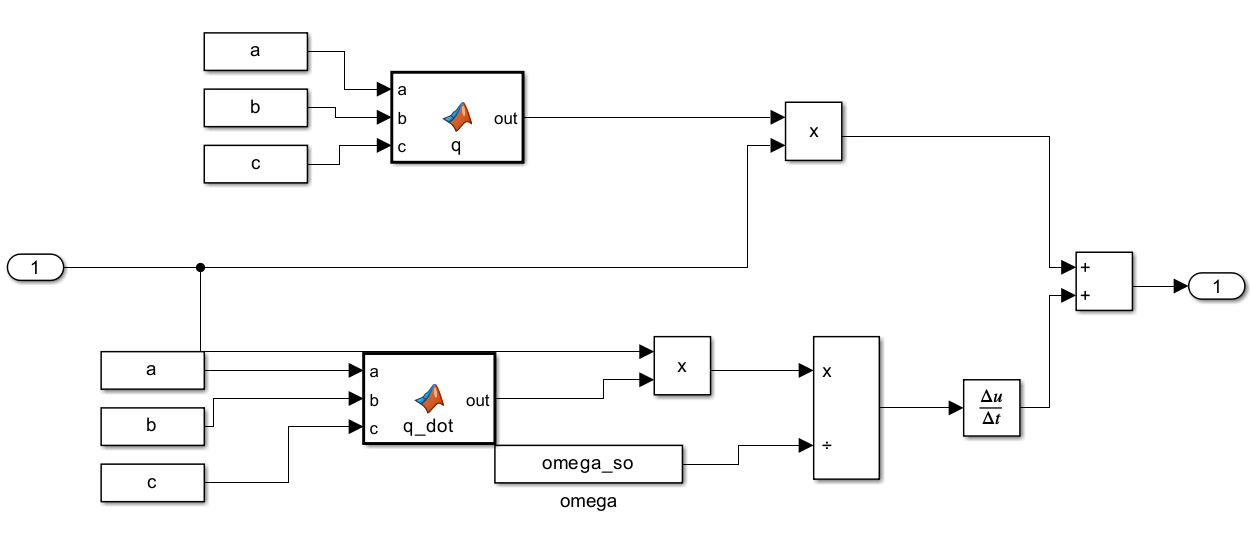 a
b
c
a
b
c
out
q
x
1
+
+
1
a
b
c
a
b
c
out
q_dot
x
omega_so
omega
x
÷
Δu
Δt